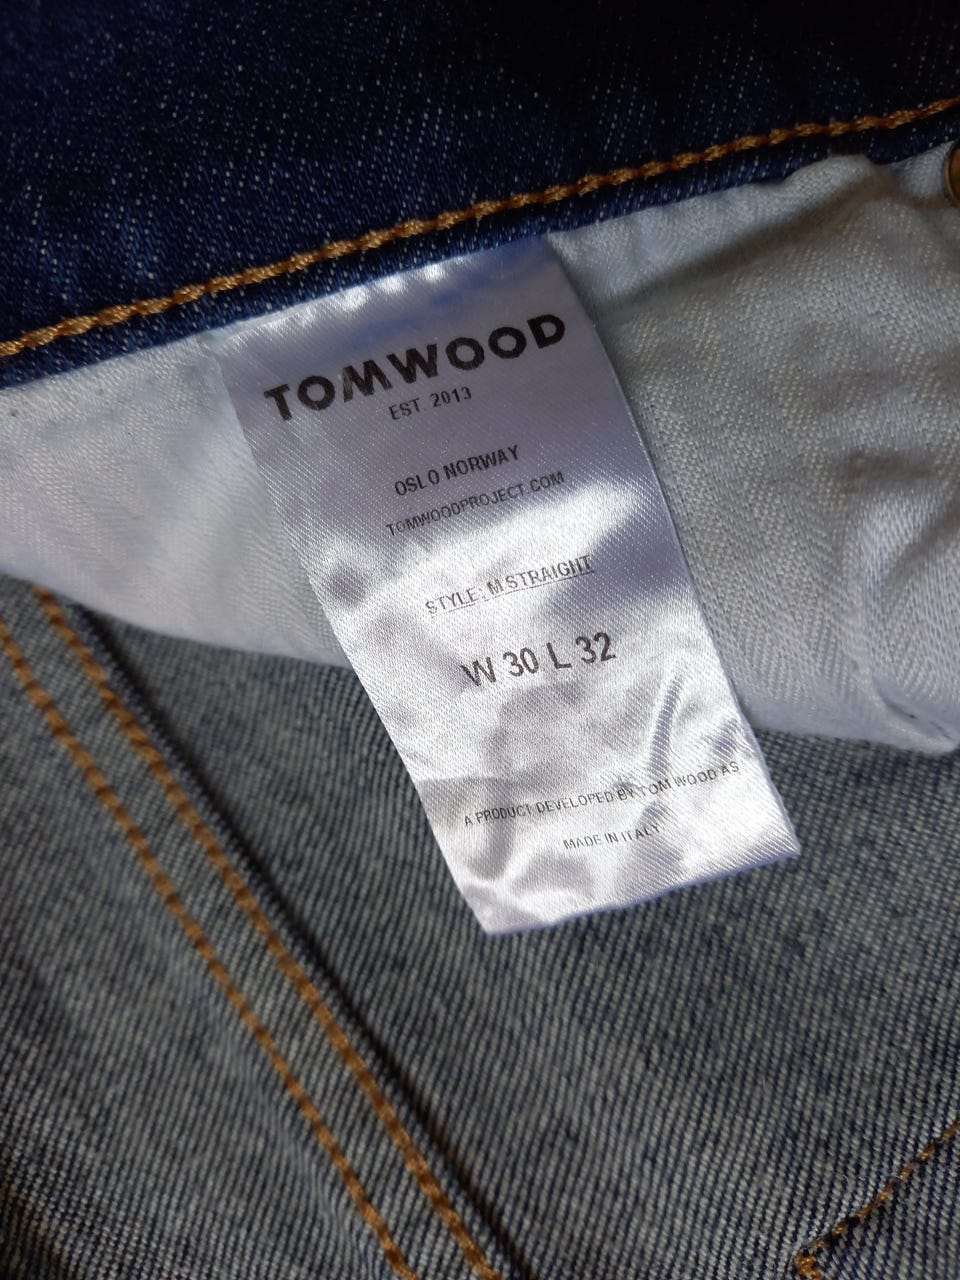 TOMWOOD
EST. 2013
OSLO NORWAY
TOMWOODPROJECT.COM
STYLE: M STRAIGHT
W 30 L 32
A PRODUCT DEVELOPED BY TOM WOOD AS
MADE IN ITALY.